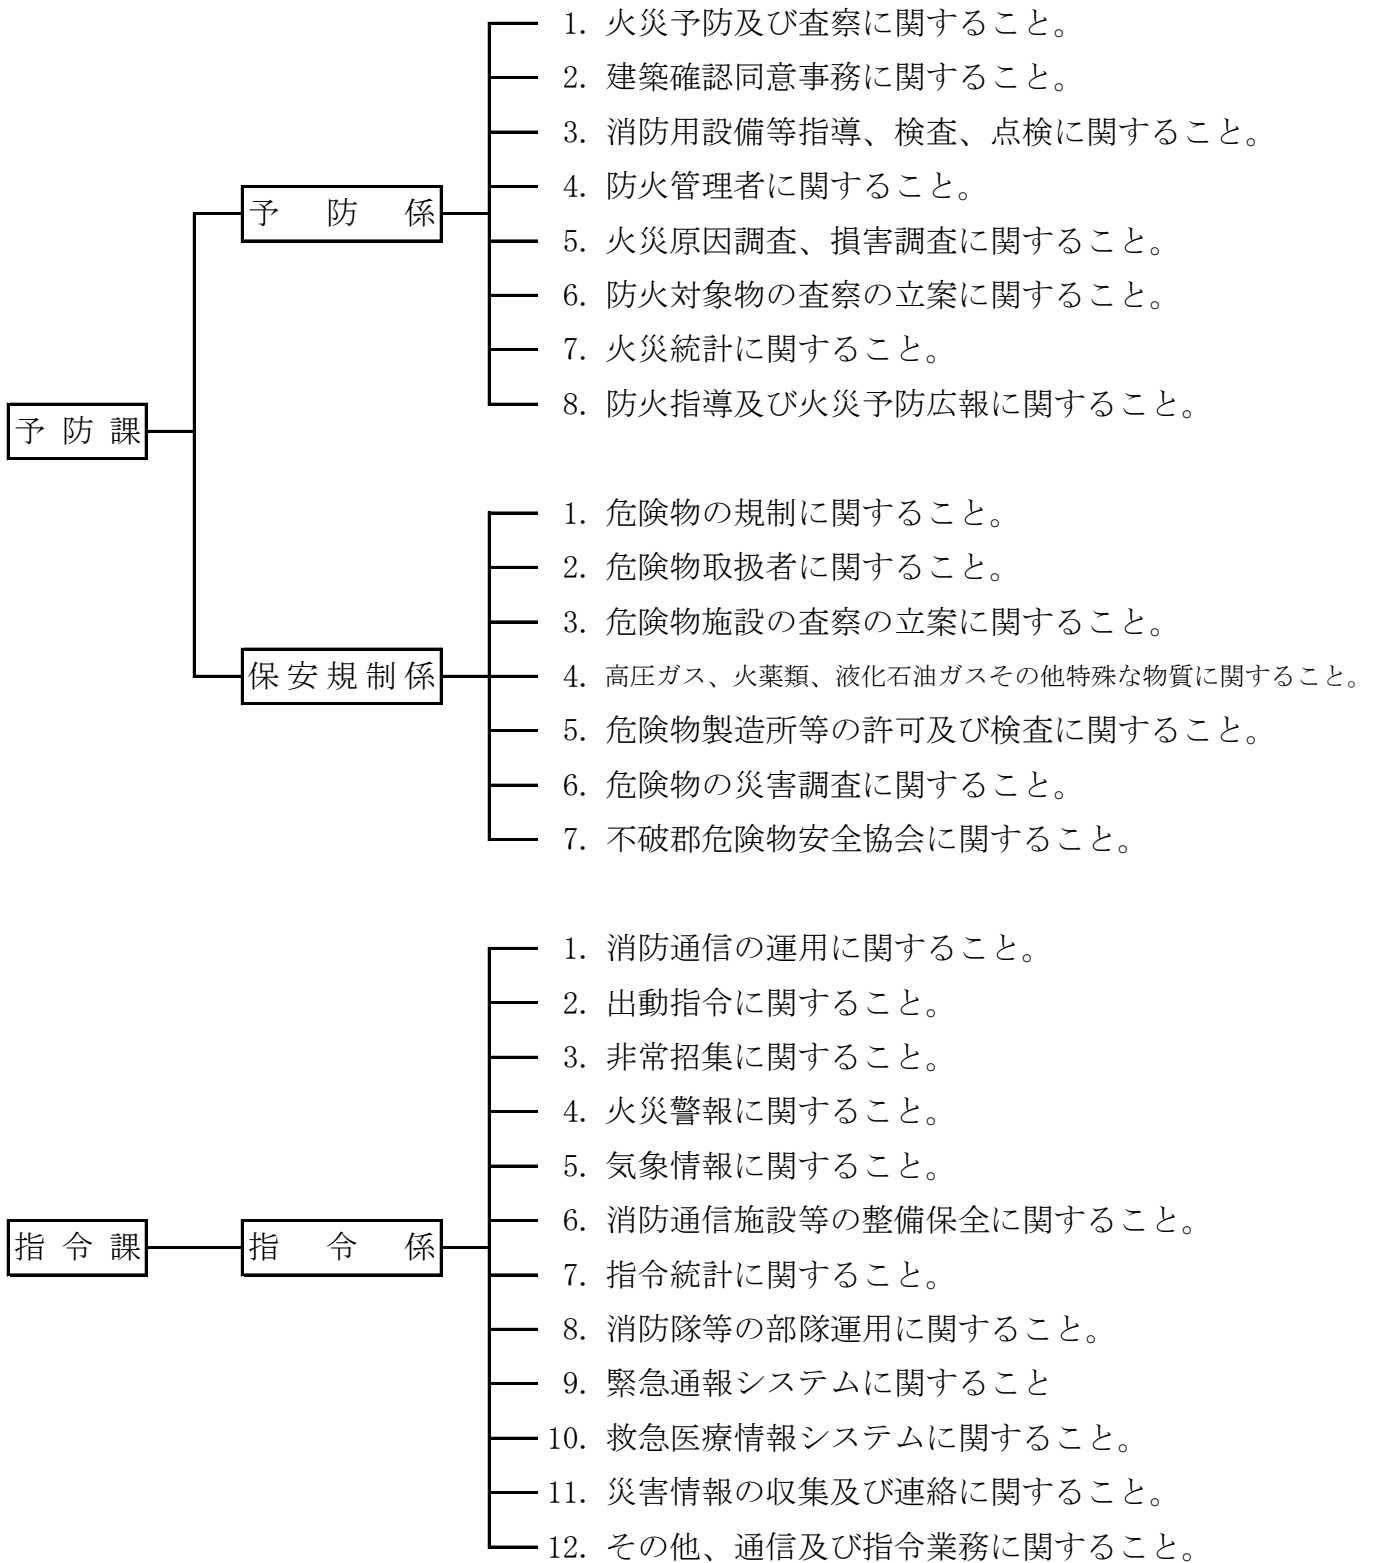 予防課
予防係
1. 火災予防及び査察に関すること。
2. 建築確認同意事務に関すること。
3. 消防用設備等指導、検査、点検に関すること。
4. 防火管理者に関すること。
5. 火災原因調査、損害調査に関すること。
6. 防火対象物の査察の立案に関すること。
7. 火災統計に関すること。
8. 防火指導及び火災予防広報に関すること。
保安規制係
1. 危険物の規制に関すること。
2. 危険物取扱者に関すること。
3. 危険物施設の査察の立案に関すること。
4. 高圧ガス、火薬類、液化石油ガスその他特殊な物質に関すること。
5. 危険物製造所等の許可及び検査に関すること。
6. 危険物の災害調査に関すること。
7. 不破郡危険物安全協会に関すること。
指令課
指令係
1. 消防通信の運用に関すること。
2. 出動指令に関すること。
3. 非常招集に関すること。
4. 火災警報に関すること。
5. 気象情報に関すること。
6. 消防通信施設等の整備保全に関すること。
7. 指令統計に関すること。
8. 消防隊等の部隊運用に関すること。
9. 緊急通報システムに関すること
10. 救急医療情報システムに関すること。
11. 災害情報の収集及び連絡に関すること。
12. その他、通信及び指令業務に関すること。